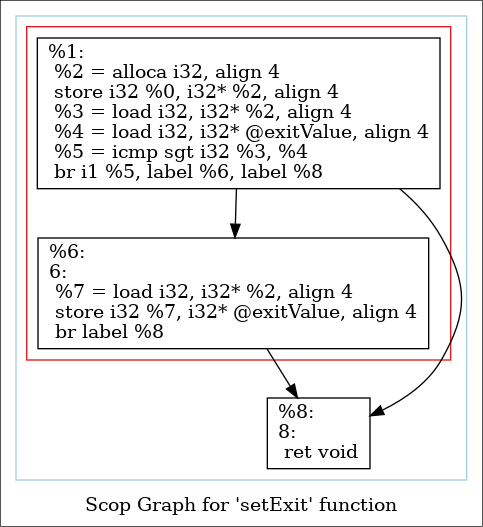 %1:
%2 = alloca i32, align 4
store i32 %0, i32* %2, align 4
%3 = load i32, i32* %2, align 4
%4 = load i32, i32* @exitValue, align 4
%5 = icmp sgt i32 %3, %4
br i1 %5, label %6, label %8
%6:
6:
%7 = load i32, i32* %2, align 4
store i32 %7, i32* @exitValue, align 4
br label %8
%8:
8:
ret void
Scop Graph for 'setExit' function